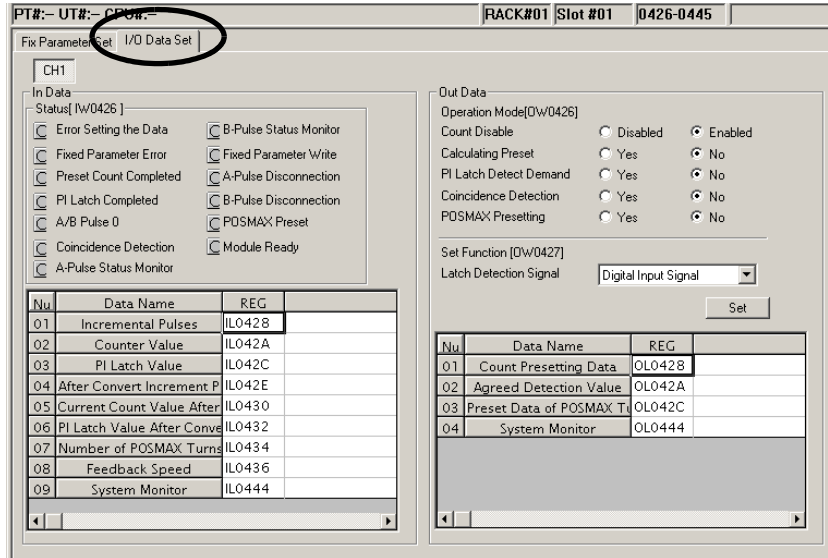 PT#:– UT#:– CPU#:– RACK#01 Slot #01 0426-0445
Fix Parameter Set I/O Data Set
CH1
In Data
Status[ IW0426 ]
C Error Setting the Data C B-Pulse Status Monitor
C Fixed Parameter Error C Fixed Parameter Write
C Preset Count Completed C A-Pulse Disconnection
C PI Latch Completed C B-Pulse Disconnection
C A/B Pulse 0 C POSMAX Preset
C Coincidence Detection C Module Ready
C A-Pulse Status Monitor
Nu Data Name REG
01 Incremental Pulses IL0428
02 Counter Value IL042A
03 PI Latch Value IL042C
04 After Convert Increment P IL042E
05 Current Count Value After IL0430
06 PI Latch Value After Conve IL0432
07 Number of POSMAX Turns IL0434
08 Feedback Speed IL0436
09 System Monitor IL0444
Out Data
Operation Mode[OW0426]
Count Disable Disabled Enabled
Calculating Preset Yes No
PI Latch Detect Demand Yes No
Coincidence Detection Yes No
POSMAX Presetting Yes No
Set Function [OW0427]
Latch Detection Signal Digital Input Signal
Set
Nu Data Name REG
01 Count Presetting Data OL0428
02 Agreed Detection Value OL042A
03 Preset Data of POSMAX Tu OL042C
04 System Monitor OL0444